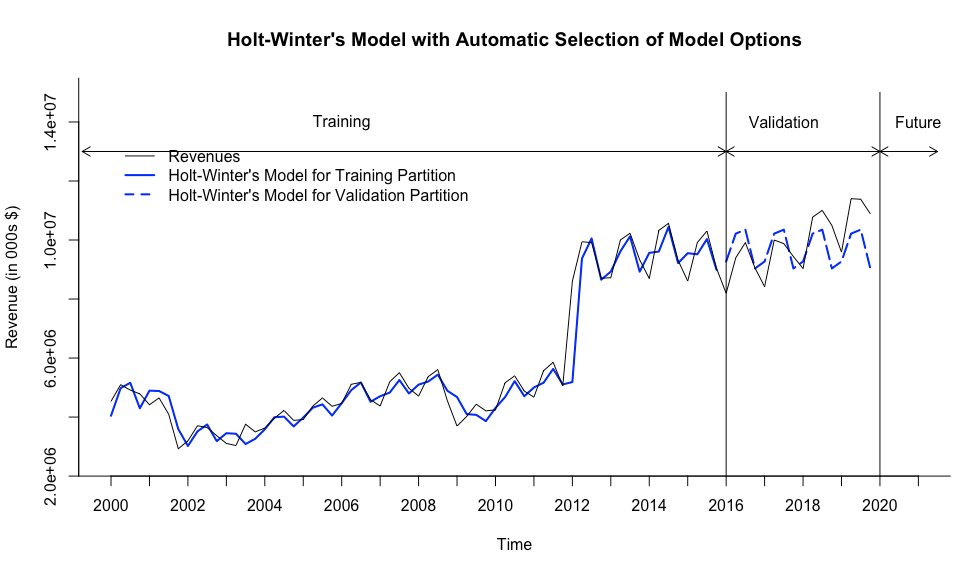 Holt-Winter's Model with Automatic Selection of Model Options
Training
Validation
Future
Revenues
Holt-Winter's Model for Training Partition
Holt-Winter's Model for Validation Partition
Revenue (in 000s $)
1.4e+07
1.0e+07
6.0e+06
2.0e+06
2000 2002 2004 2006 2008 2010 2012 2014 2016 2018 2020
Time